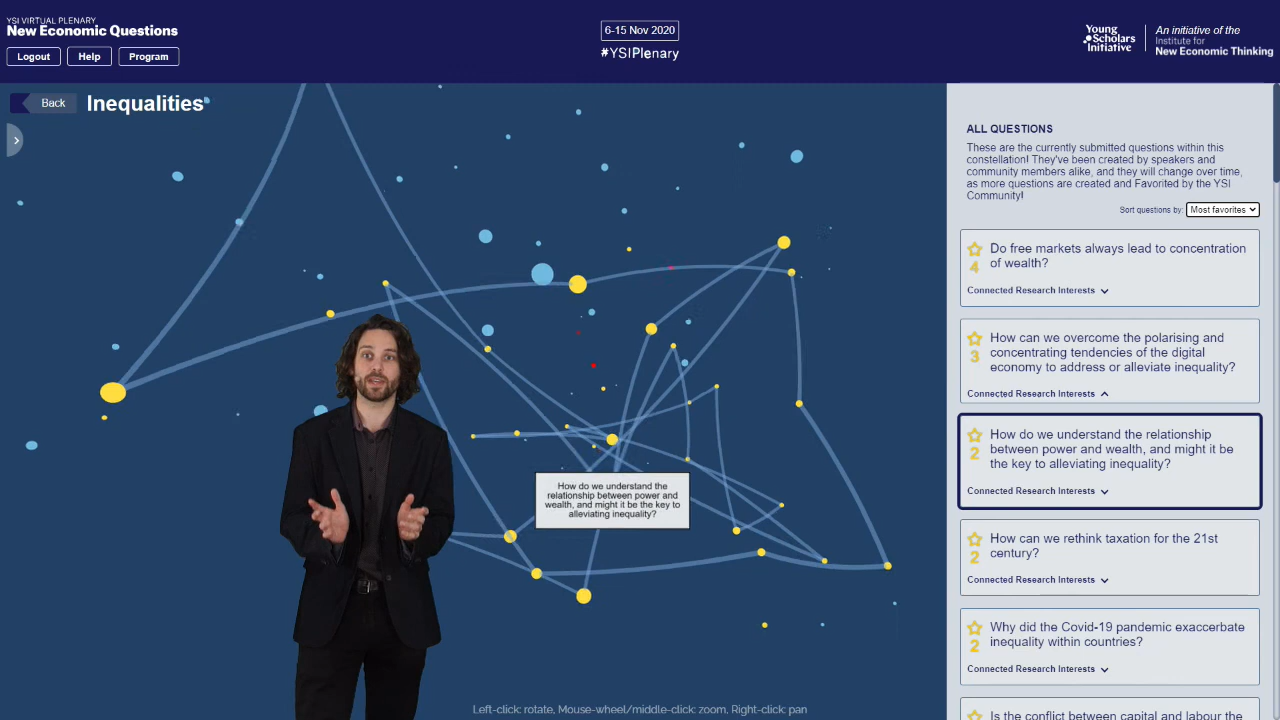 YSI VIRTUAL PLENARY
New Economic Questions
Logout
Help
Program
6-15 Nov 2020
#YSIPlenary
Young
Scholars
Initiative
An initiative of the
Institute for
New Economic Thinking
Back
Inequalities
How do we understand the
relationship between power and
wealth, and might it be the key to
alleviating inequality?
Left-click: rotate, Mouse-wheel/middle-click: zoom, Right-click: pan
ALL QUESTIONS
These are the currently submitted questions within this
constellation! They've been created by speakers and
community members alike, and they will change over time,
as more questions are created and Favorited by the YSI
Community!
Sort questions by: Most favorites
4
Do free markets always lead to concentration
of wealth?
Connected Research Interests
3
How can we overcome the polarising and
concentrating tendencies of the digital
economy to address or alleviate inequality?
Connected Research Interests
2
How do we understand the relationship
between power and wealth, and might it be
the key to alleviating inequality?
Connected Research Interests
2
How can we rethink taxation for the 21st
century?
Connected Research Interests
2
Why did the Covid-19 pandemic exaccerbate
inequality within countries?
Connected Research Interests
Is the conflict between capital and labour the